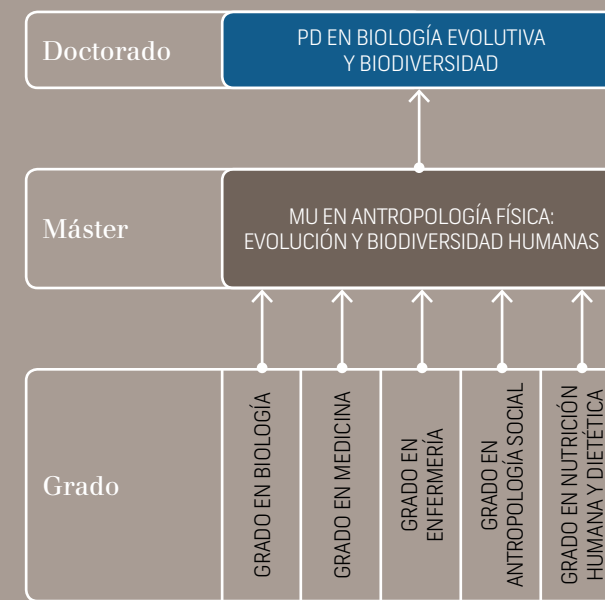 Doctorado
PD EN BIOLOGÍA EVOLUTIVA
Y BIODIVERSIDAD
Máster
MU EN ANTROPOLOGÍA FÍSICA:
EVOLUCIÓN Y BIODIVERSIDAD HUMANAS
Grado
GRADO EN BIOLOGÍA
GRADO EN MEDICINA
GRADO EN
ENFERMERÍA
GRADO EN
ANTROPOLOGÍA SOCIAL
GRADO EN NUTRICIÓN
HUMANA Y DIETÉTICA